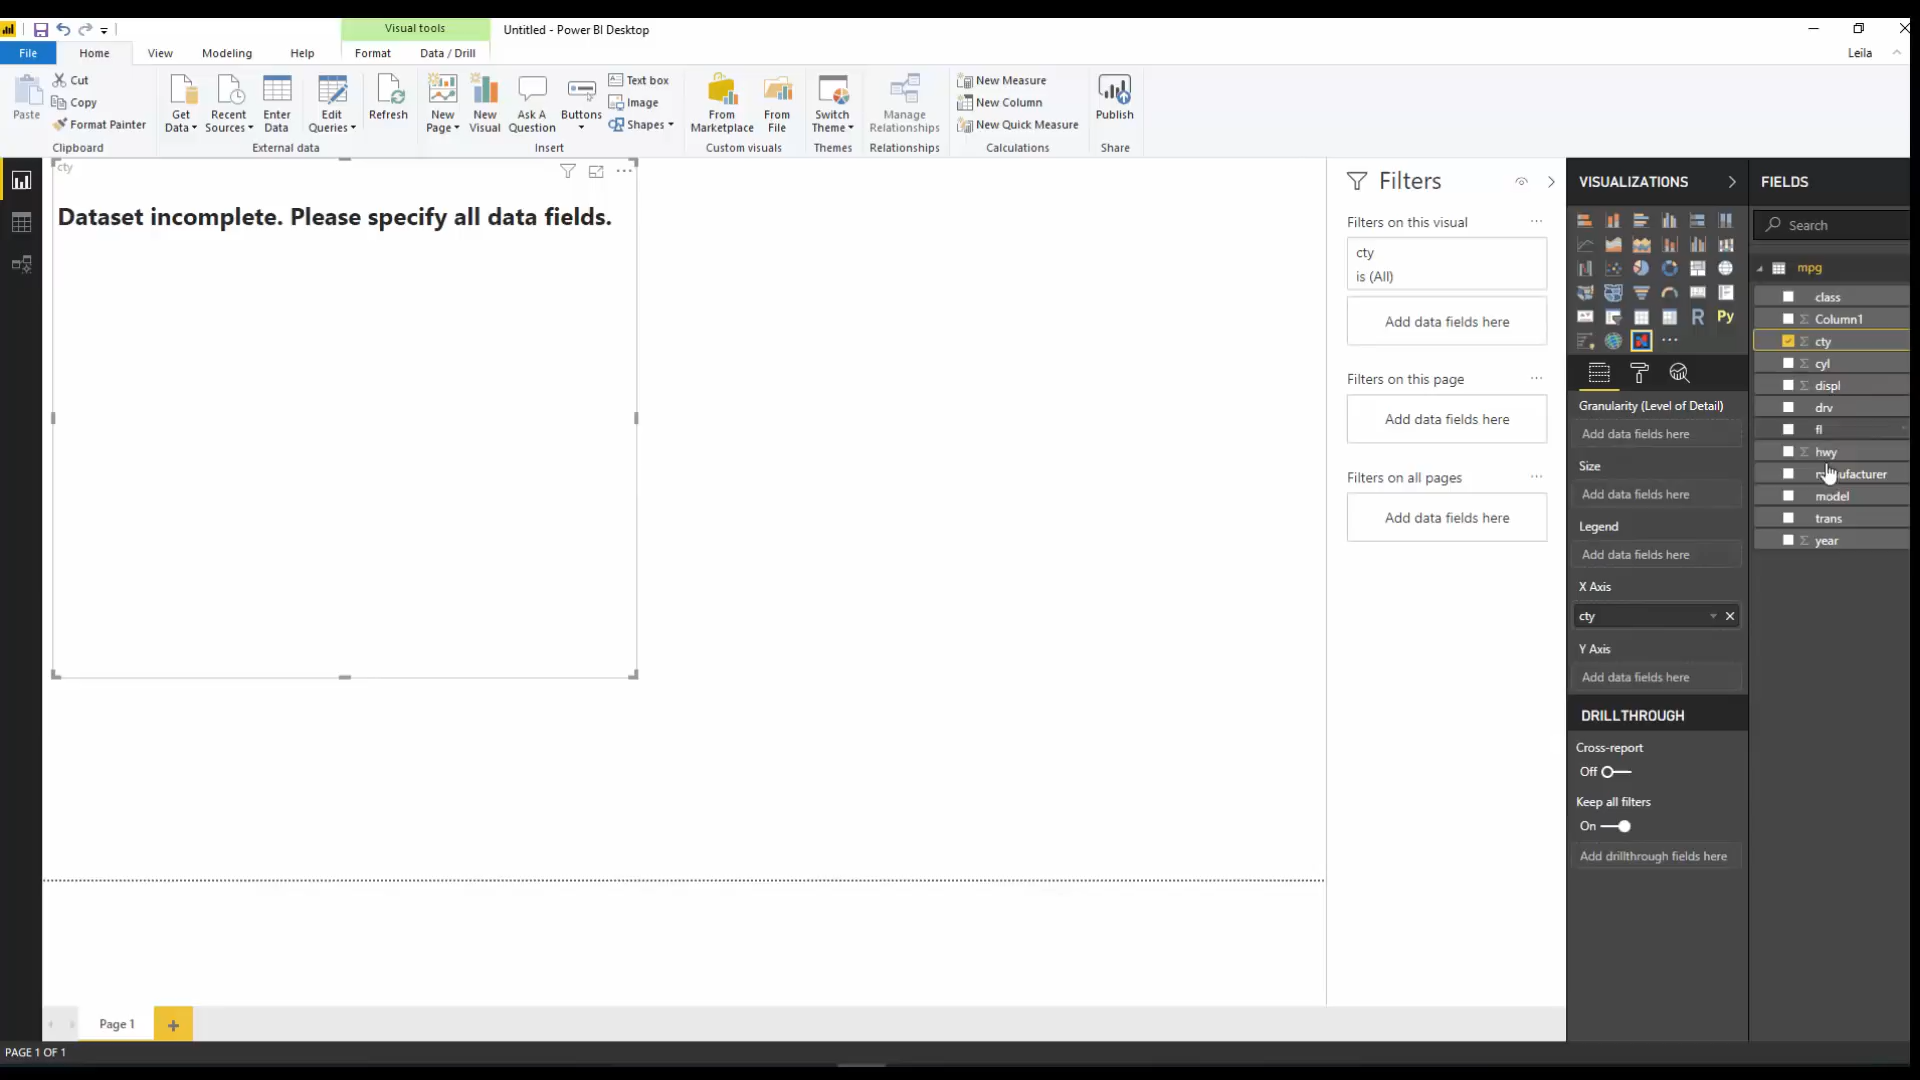 Visual tools
Untitled - Power BI Desktop
File
Home
View
Modeling
Help
Format
Data / Drill
Leila
Paste
Cut
Copy
Format Painter
Clipboard
Get Data
Recent Sources
Enter Data
Edit Queries
Refresh
External data
New Page
New Visual
Ask A Question
Buttons
Text box
Image
Shapes
Insert
From Marketplace
From File
Custom visuals
Switch Theme
Themes
Manage Relationships
Relationships
New Measure
New Column
New Quick Measure
Calculations
Publish
Share
cty
Dataset incomplete. Please specify all data fields.
Filters
Filters on this visual
cty
is (All)
Add data fields here
Filters on this page
Add data fields here
Filters on all pages
Add data fields here
VISUALIZATIONS
R
Py
Granularity (Level of Detail)
Add data fields here
Size
Add data fields here
Legend
Add data fields here
X Axis
cty
Y Axis
Add data fields here
DRILLTHROUGH
Cross-report
Off
Keep all filters
On
Add drillthrough fields here
FIELDS
Search
mpg
class
Σ Column1
Σ cty
Σ cyl
Σ displ
drv
fl
Σ hwy
model
trans
Σ year
Page 1
+
PAGE 1 OF 1